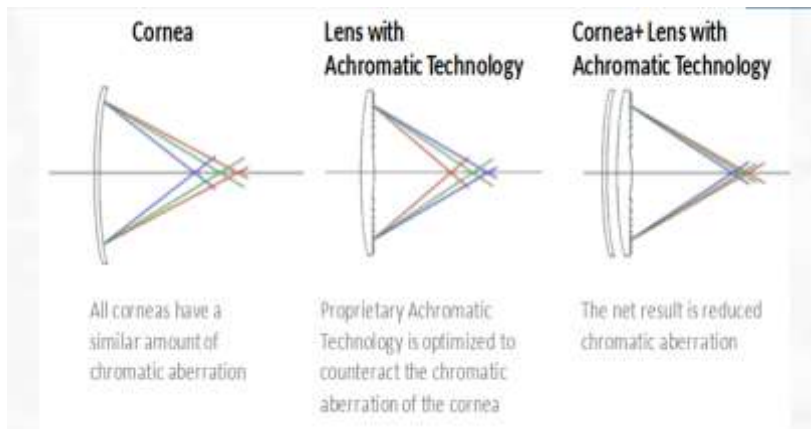 Cornea
All corneas have a
similar amount of
chromatic aberration
Lens with
Achromatic Technology
Proprietary Achromatic
Technology is optimized to
counteract the chromatic
aberration of the cornea
Cornea+ Lens with
Achromatic Technology
The net result is reduced
chromatic aberration